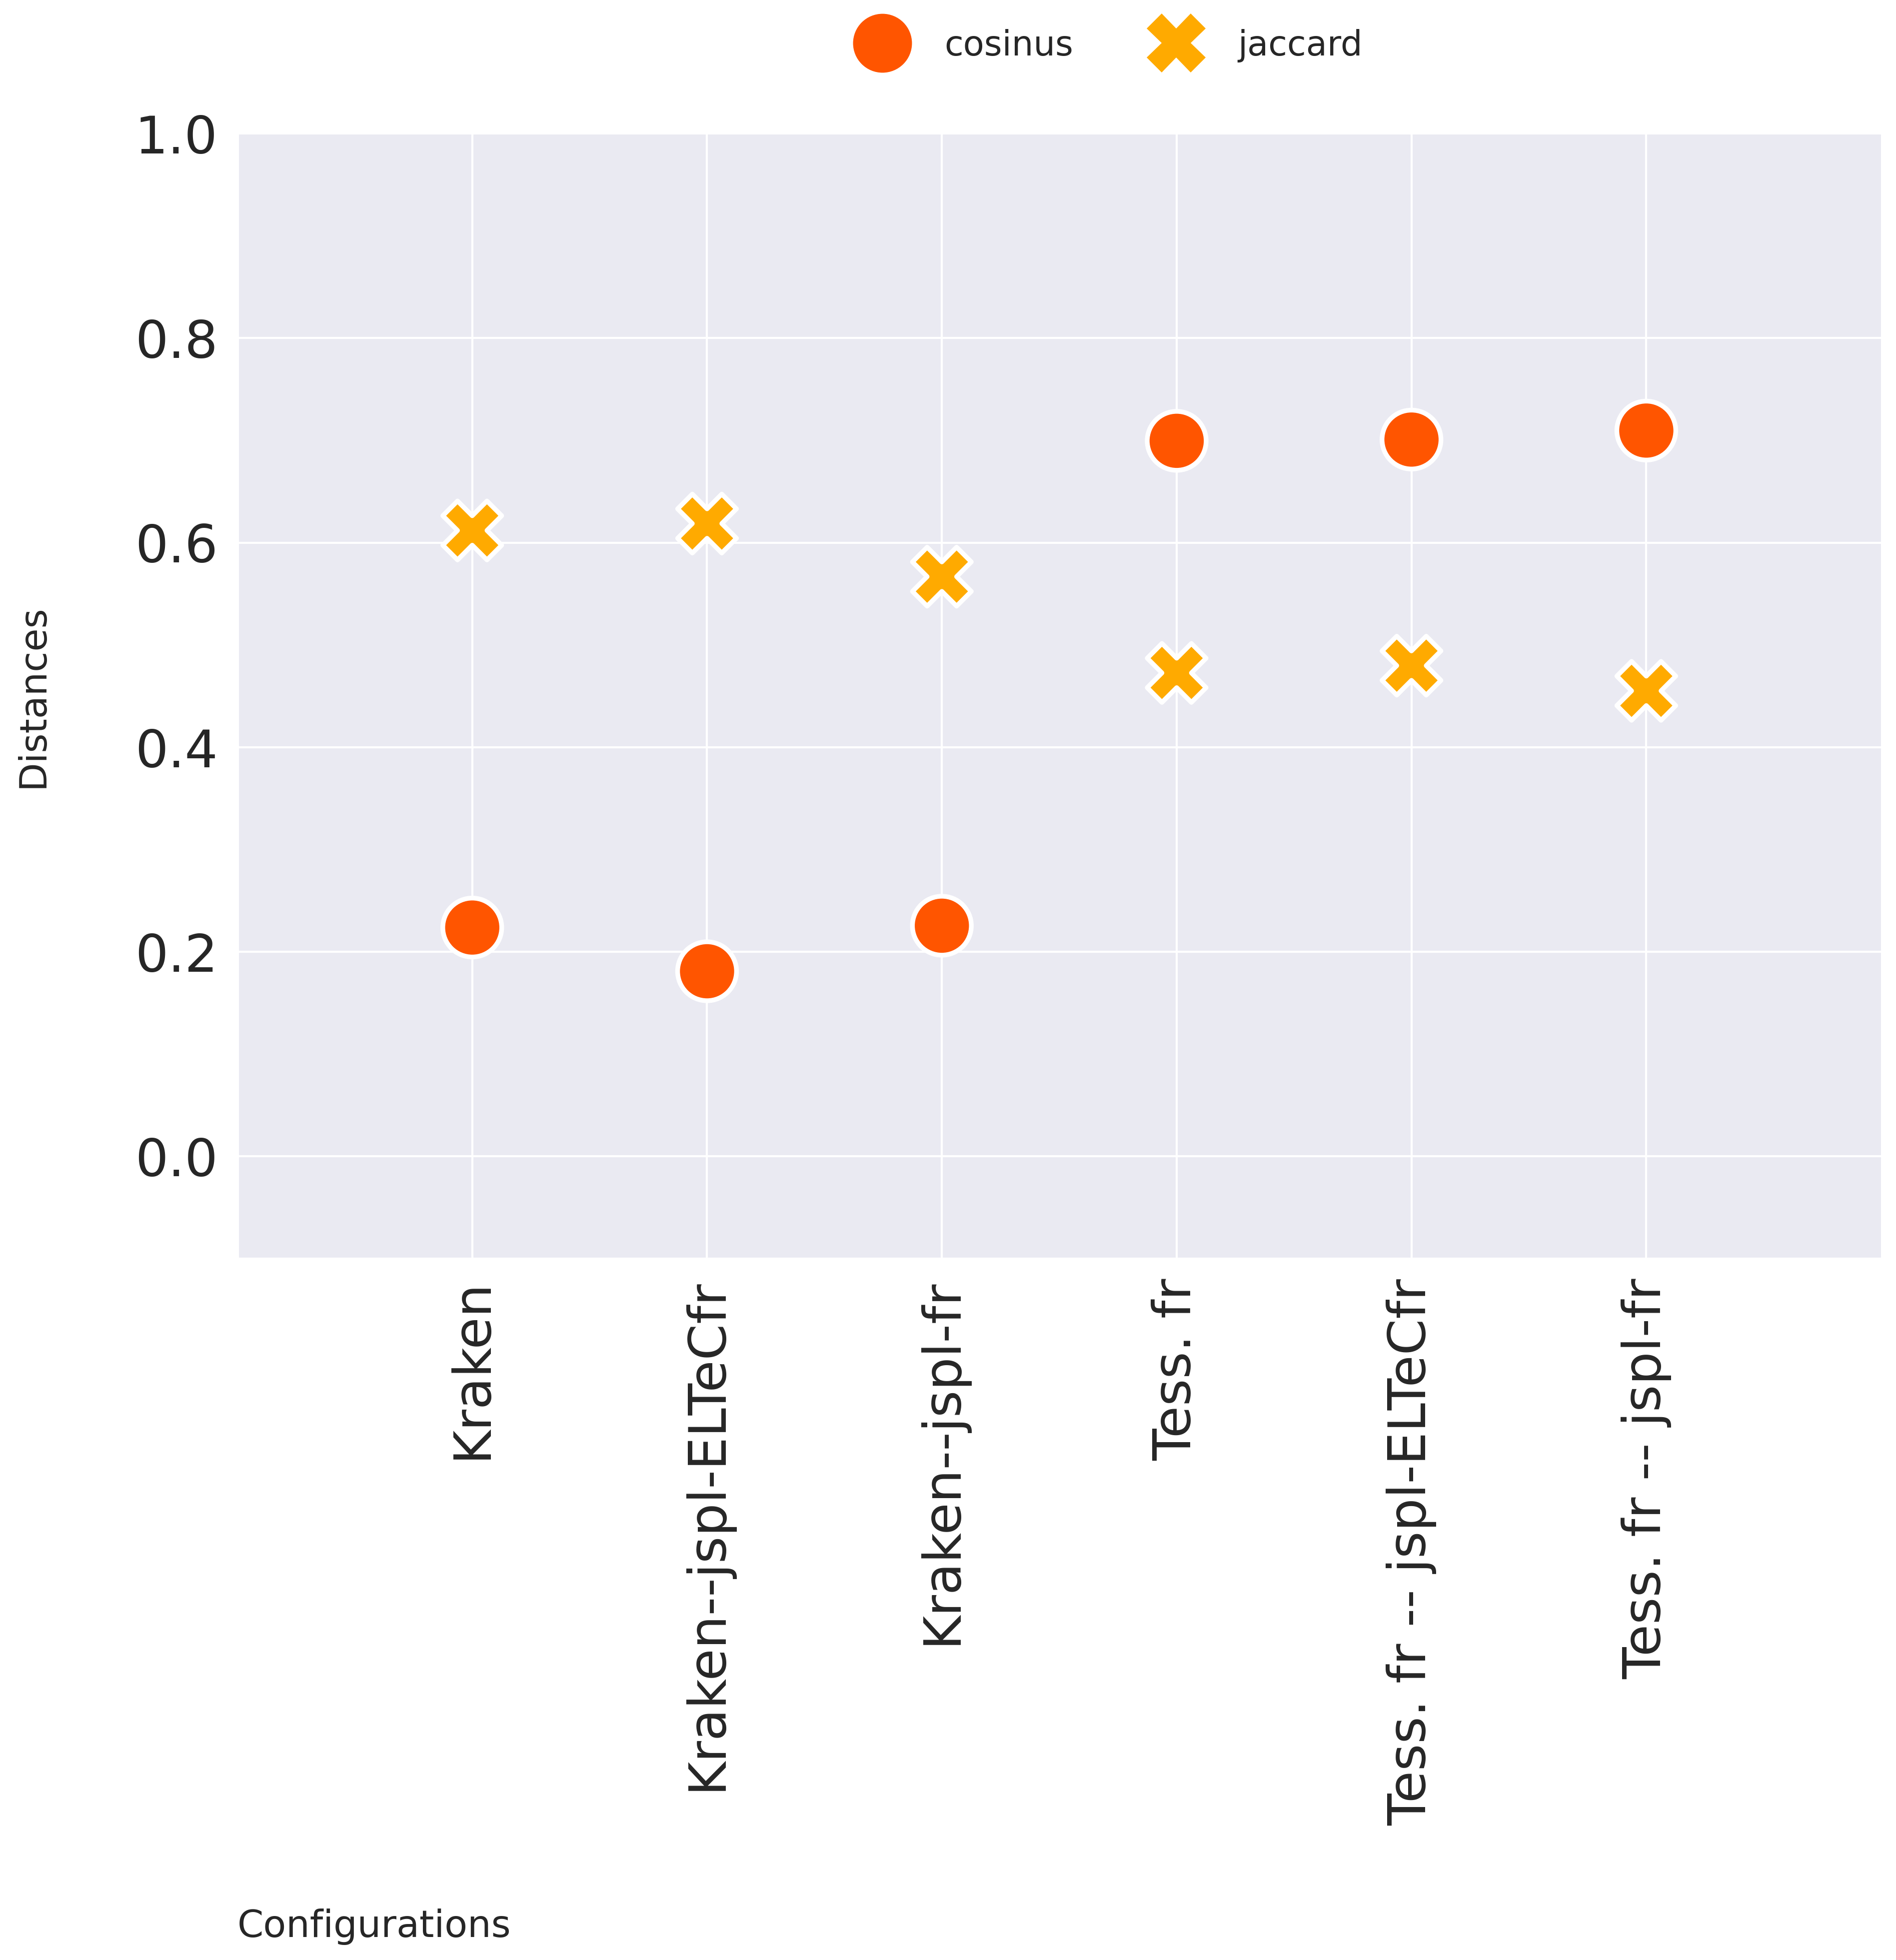 cosinus jaccard
1.0
0.8
0.6
0.4
0.2
0.0
Distances
Kraken
Kraken--jspl-ELTeCfr
Kraken--jspl-fr
Tess. fr
Tess. fr -- jspl-ELTeCfr
Tess. fr -- jspl-fr
Configurations